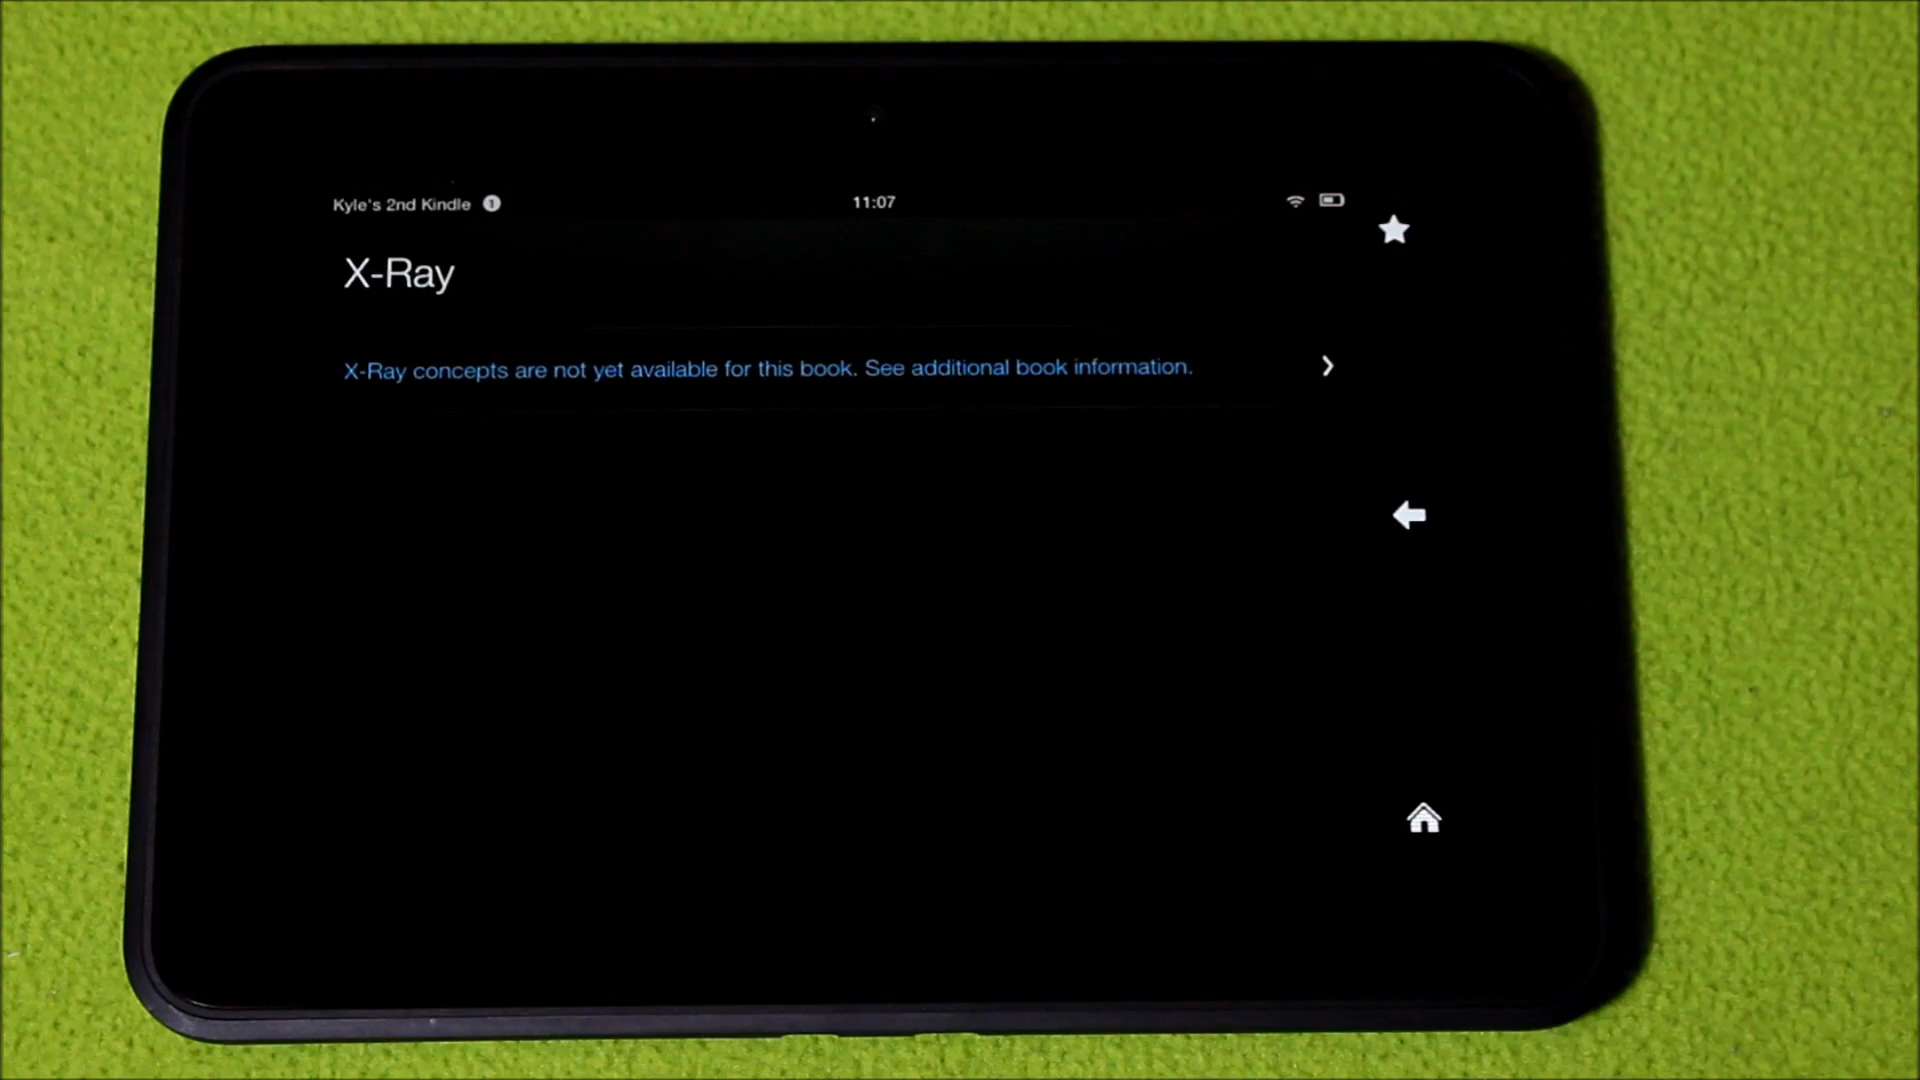 Kyle's 2nd Kindle 1 11:07
X-Ray
X-Ray concepts are not yet available for this book. See additional book information.